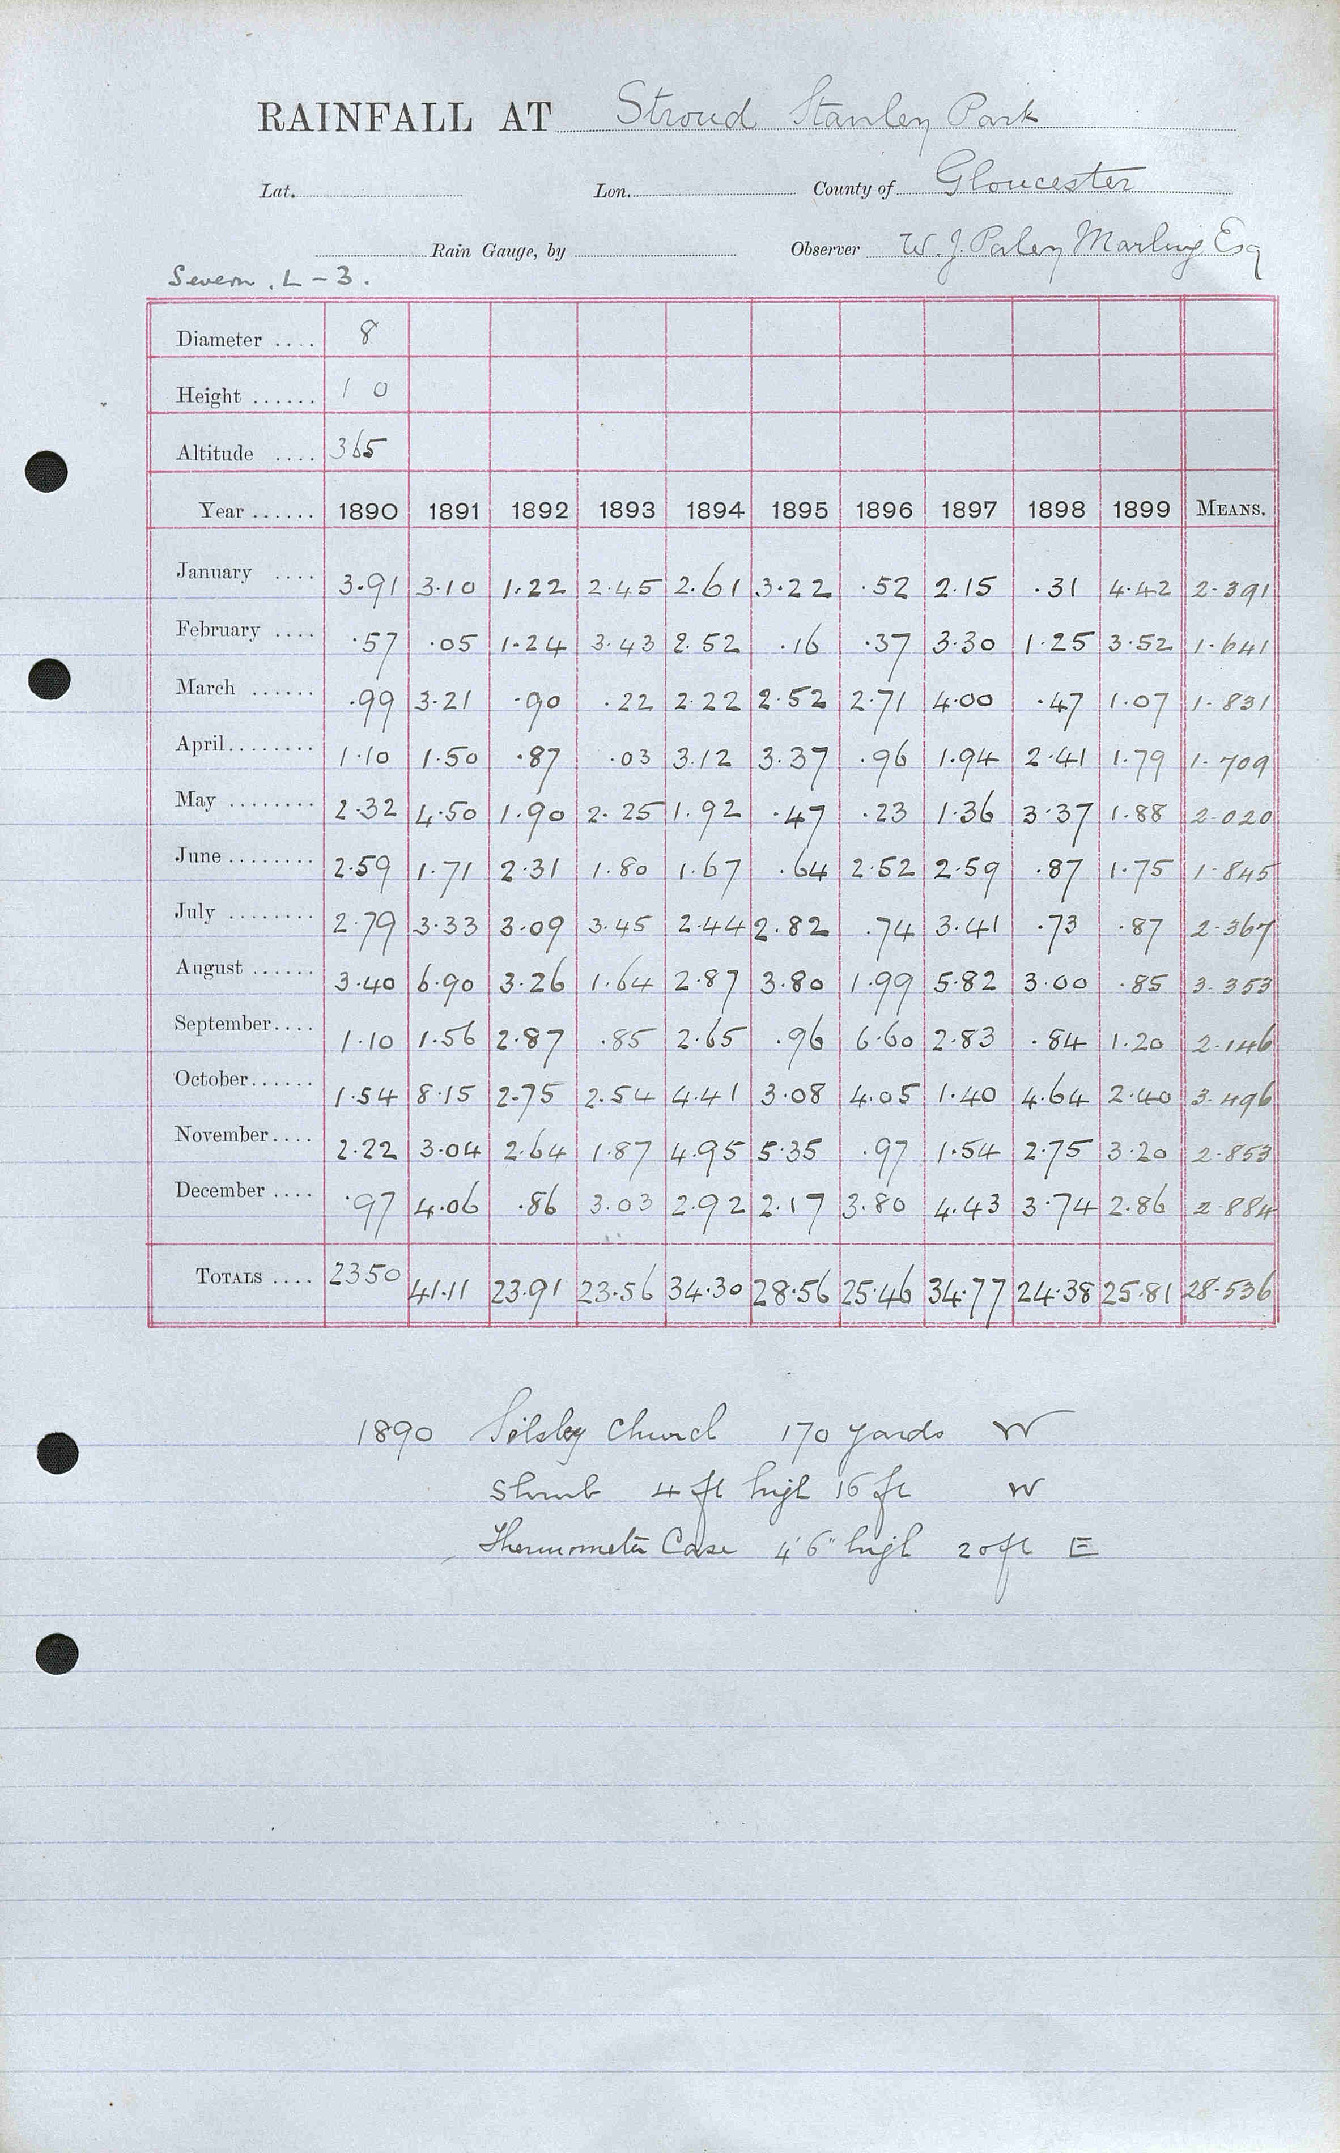 RAINFALL AT Stroud Stanley Park
Lat. Lon. County of Gloucester
Rain Gauge, by Observer W. J. Paley Marling Esq
Severn. L-3.
Diameter .... 8
Height ...... 1 0
Altitude .... 365
Year ...... 1890 1891 1892 1893 1894 1895 1896 1897 1898 1899 MEANS.
January .... 3.91 3.10 1.22 2.45 2.61 3.22 .52 2.15 .31 4.42 2.391
February .... .57 .05 1.24 3.43 2.52 .16 .37 3.30 1.25 3.52 1.641
March ...... .99 3.21 .90 .22 2.22 2.52 2.71 4.00 .47 1.07 1.831
April........ 1.10 1.50 .87 .03 3.12 3.37 .96 1.94 2.41 1.79 1.709
May ........ 2.32 4.50 1.90 2.25 1.92 .47 .23 1.36 3.37 1.88 2.020
June ........ 2.59 1.71 2.31 1.80 1.67 .64 2.52 2.59 .87 1.75 1.845
July ........ 2.79 3.33 3.09 3.45 2.44 2.82 .74 3.41 .73 .87 2.367
August ...... 3.40 6.90 3.26 1.64 2.87 3.80 1.99 5.82 3.00 .85 3.353
September.... 1.10 1.56 2.87 .85 2.65 .96 6.60 2.83 .84 1.20 2.146
October...... 1.54 8.15 2.75 2.54 4.41 3.08 4.05 1.40 4.64 2.40 3.496
November.... 2.22 3.04 2.64 1.87 4.95 5.35 .97 1.54 2.75 3.20 2.853
December .... .97 4.06 .86 3.03 2.92 2.17 3.80 4.43 3.74 2.86 2.884
TOTALS .... 2350 41.11 23.91 23.56 34.30 28.56 25.46 34.77 24.38 25.81 28.536
1890 Selsley Church 170 yards W
Shrub 4 ft high 16 ft W
Thermometer Case 4'6" high 20ft E